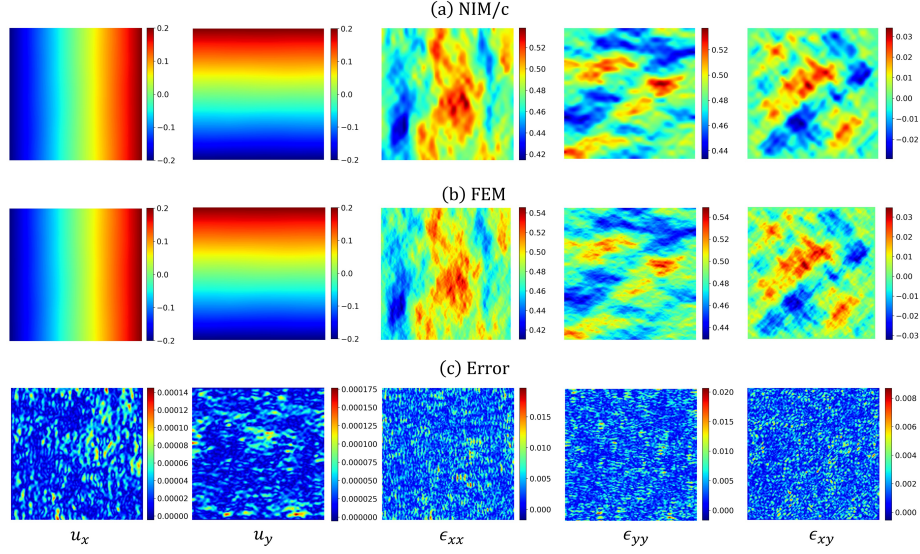 (a) NIM/c
0.2 0.2 0.52 0.52 0.03
0.1 0.1 0.50 0.50 0.02
0.0 0.0 0.48 0.48 0.01
−0.1 −0.1 0.46 0.46 0.00
−0.2 −0.2 0.44 0.44 −0.01
0.42 −0.02
−0.03
(b) FEM
0.2 0.2 0.54 0.54 0.03
0.1 0.1 0.52 0.52 0.02
0.0 0.0 0.50 0.50 0.01
−0.1 −0.1 0.48 0.48 0.00
−0.2 −0.2 0.46 0.46 −0.01
0.44 0.44 −0.02
0.42 −0.03
(c) Error
0.00014 0.000175 0.015 0.020 0.008
0.00012 0.000150 0.010 0.015 0.006
0.00010 0.000125 0.005 0.010 0.004
0.00008 0.000100 0.000 0.005 0.002
0.00006 0.000075 0.000 0.000
0.00004 0.000050
0.00002 0.000025
0.00000 0.000000
u_x u_y ϵ_xx ϵ_yy ϵ_xy